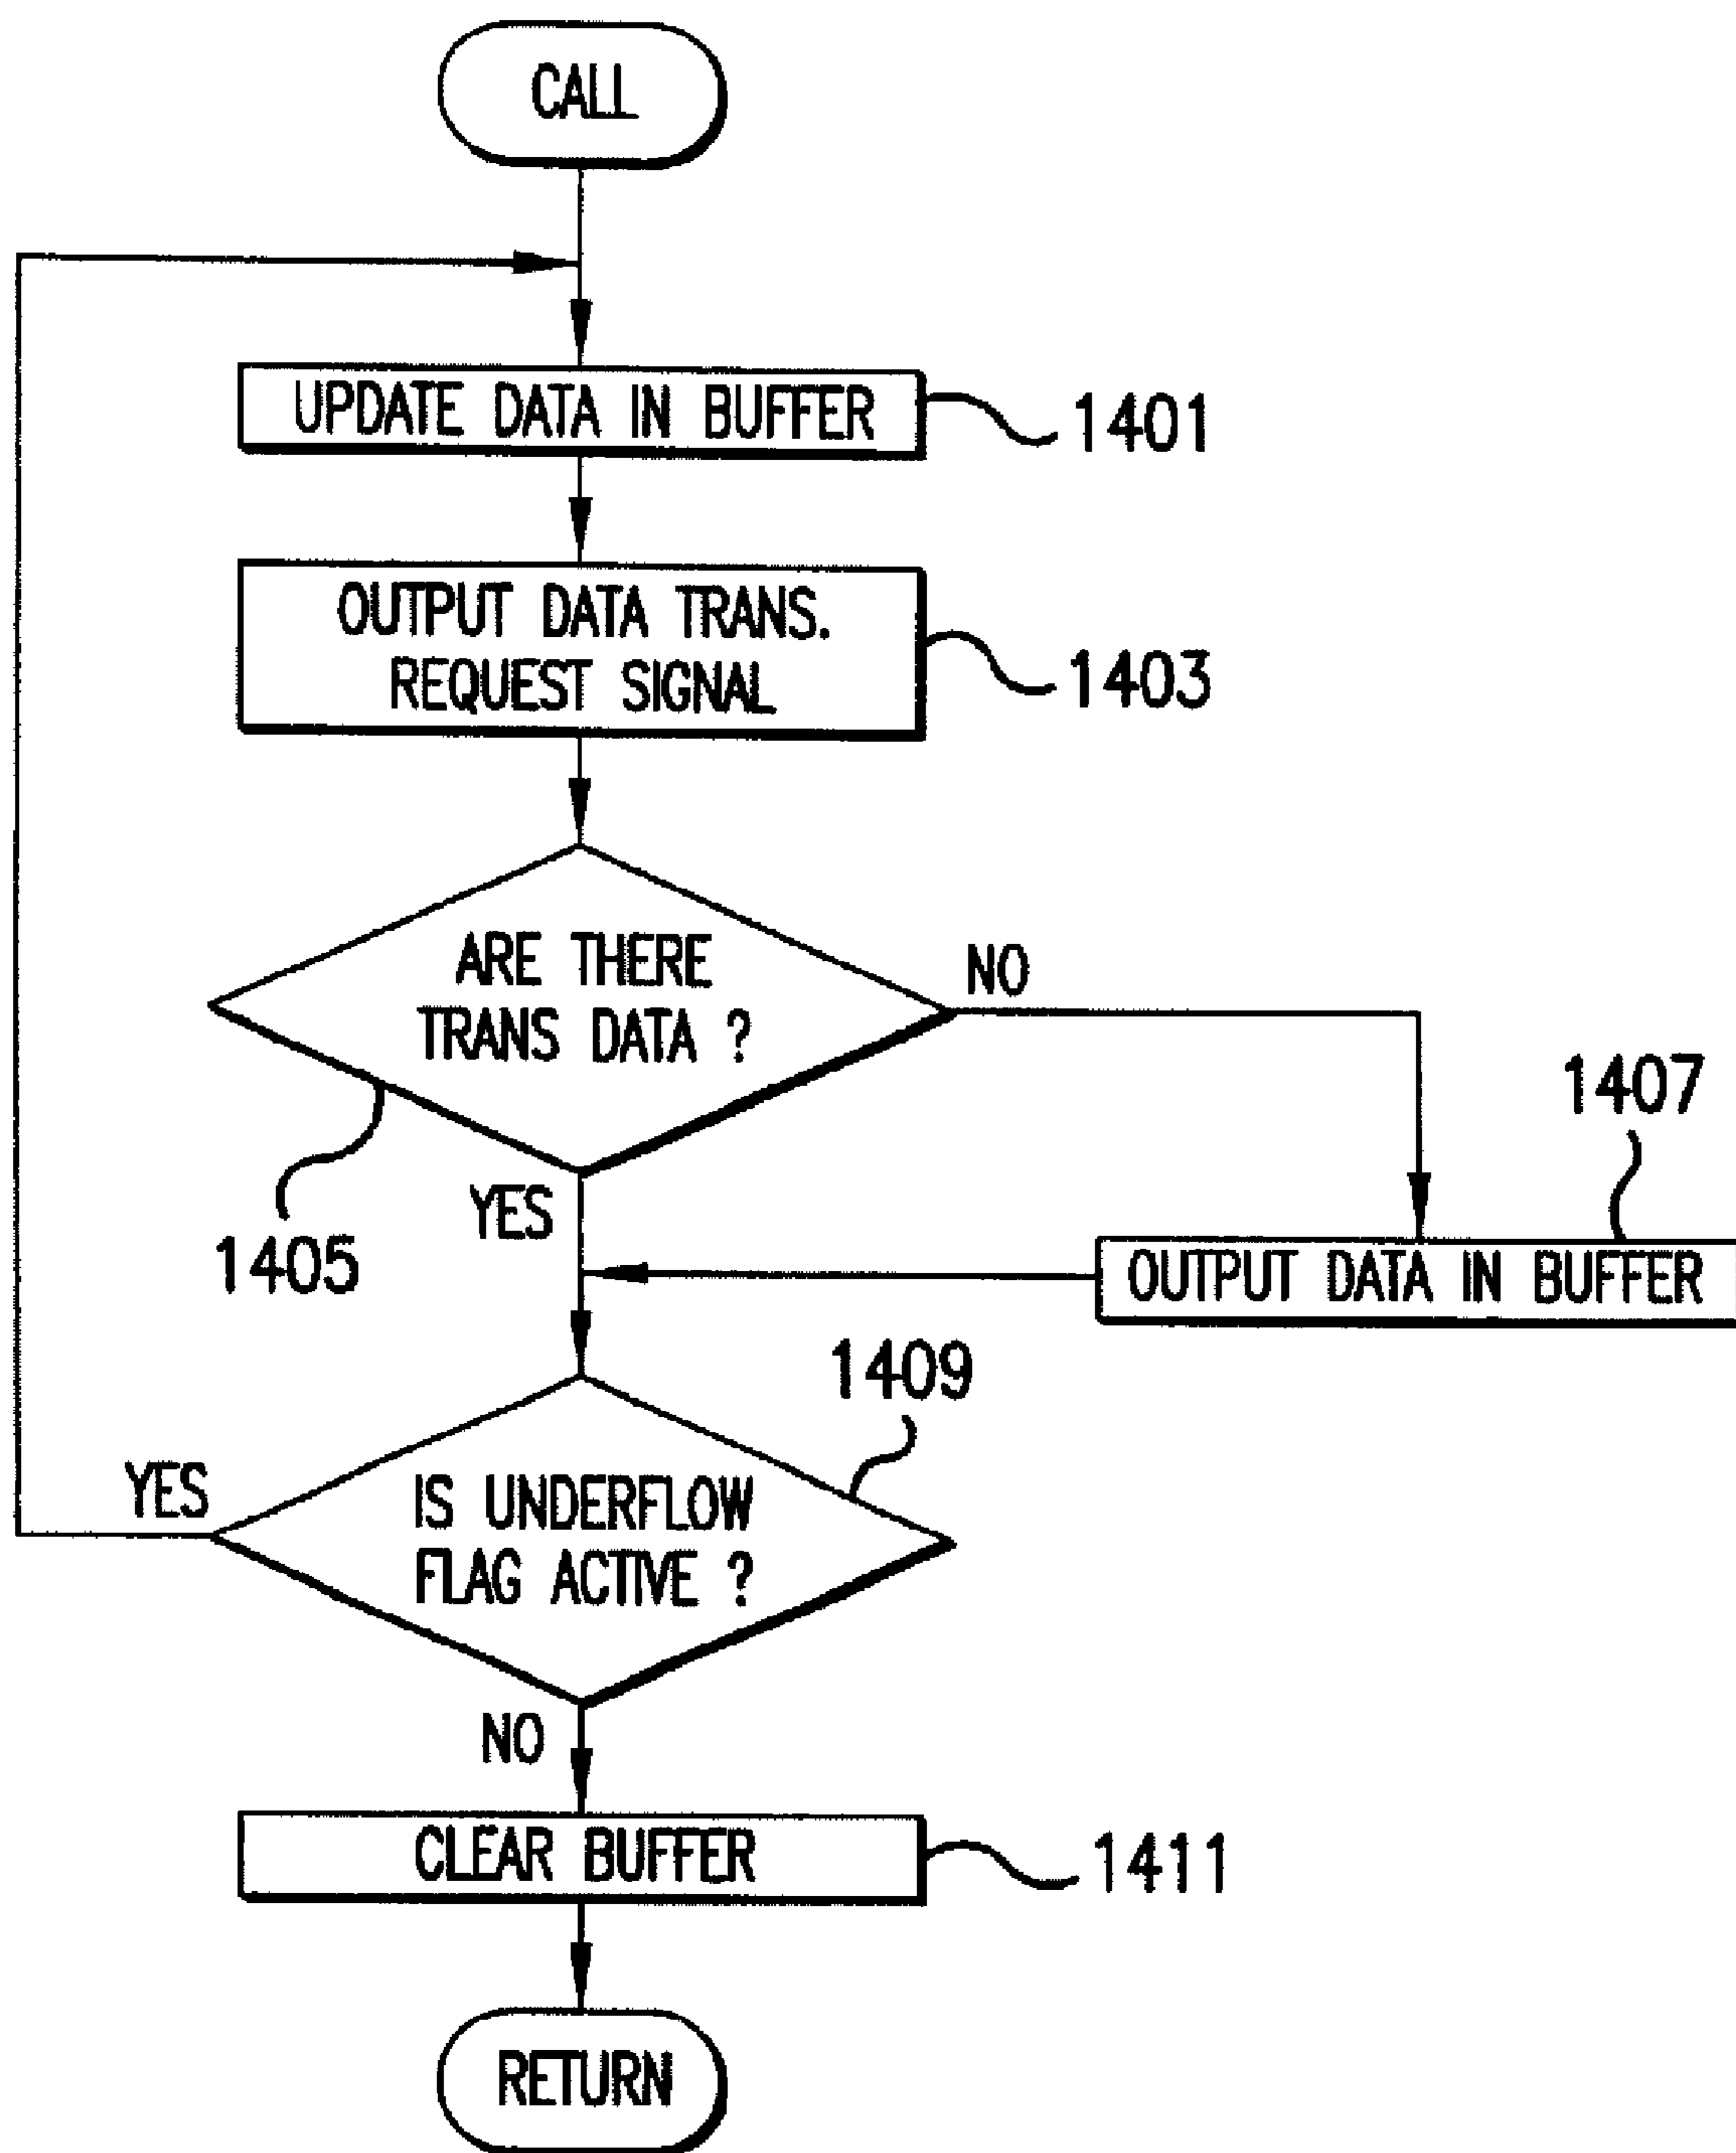 CALL
UPDATE DATA IN BUFFER
1401
OUTPUT DATA TRANS.
REQUEST SIGNAL
1403
ARE THERE
TRANS DATA ?
NO
1405
YES
1407
OUTPUT DATA IN BUFFER
1409
YES
IS UNDERFLOW
FLAG ACTIVE ?
NO
CLEAR BUFFER
1411
RETURN